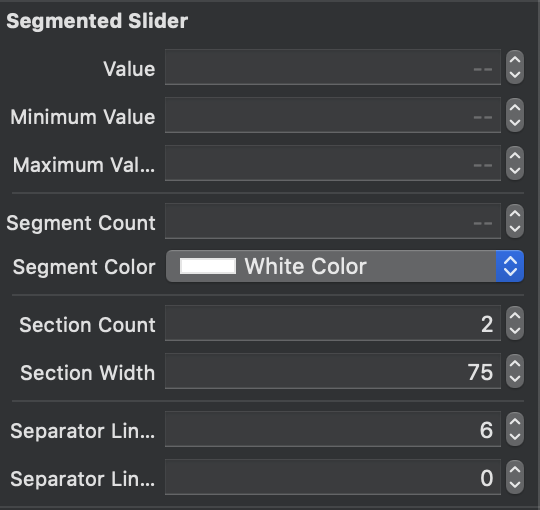 Segmented Slider
Value --
Minimum Value --
Maximum Val... --
Segment Count --
Segment Color White Color
Section Count 2
Section Width 75
Separator Lin... 6
Separator Lin... 0